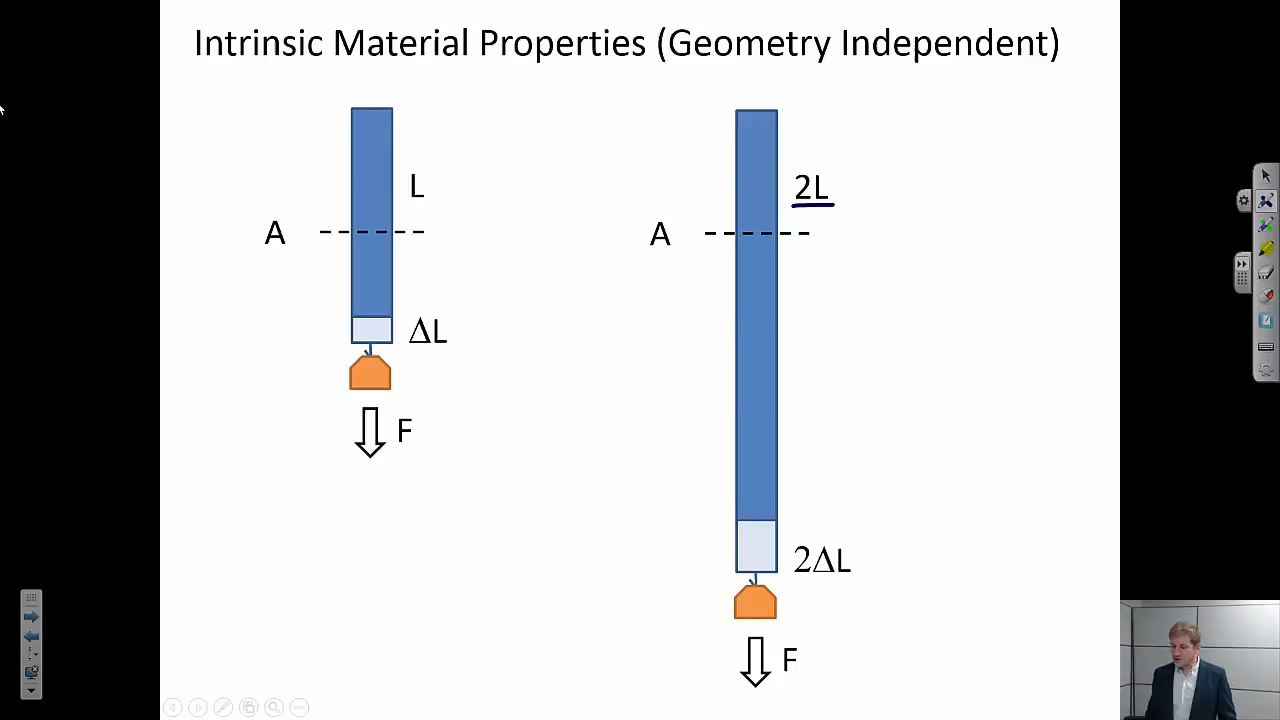 Intrinsic Material Properties (Geometry Independent)
L
2L
A
A
ΔL
F
2ΔL
F